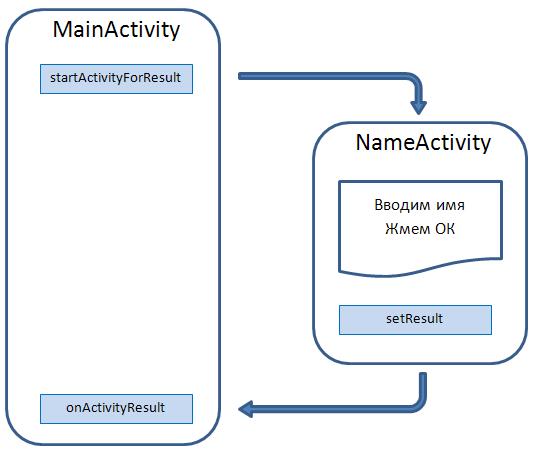 MainActivity
startActivityForResult
NameActivity
Вводим имя
Жмем ОК
setResult
onActivityResult